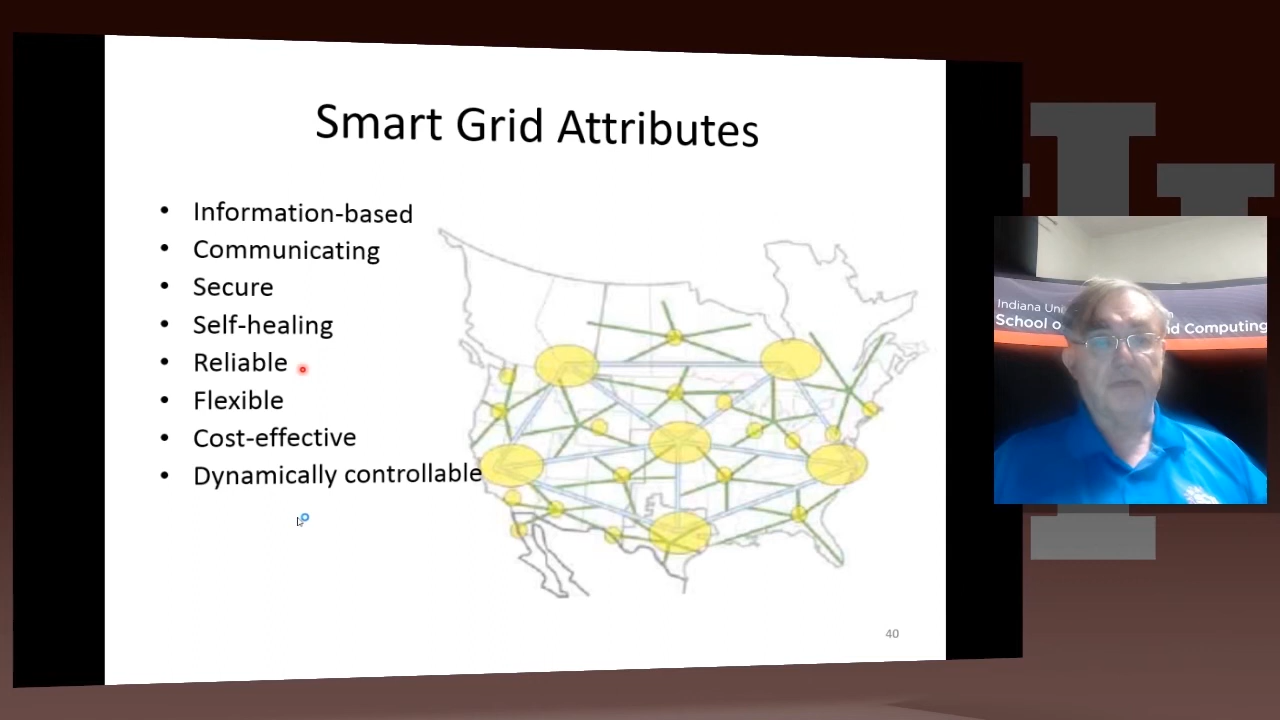 Smart Grid Attributes
• Information-based
• Communicating
• Secure
• Self-healing
• Reliable
• Flexible
• Cost-effective
• Dynamically controllable
40
Indiana
School o
nd Computing